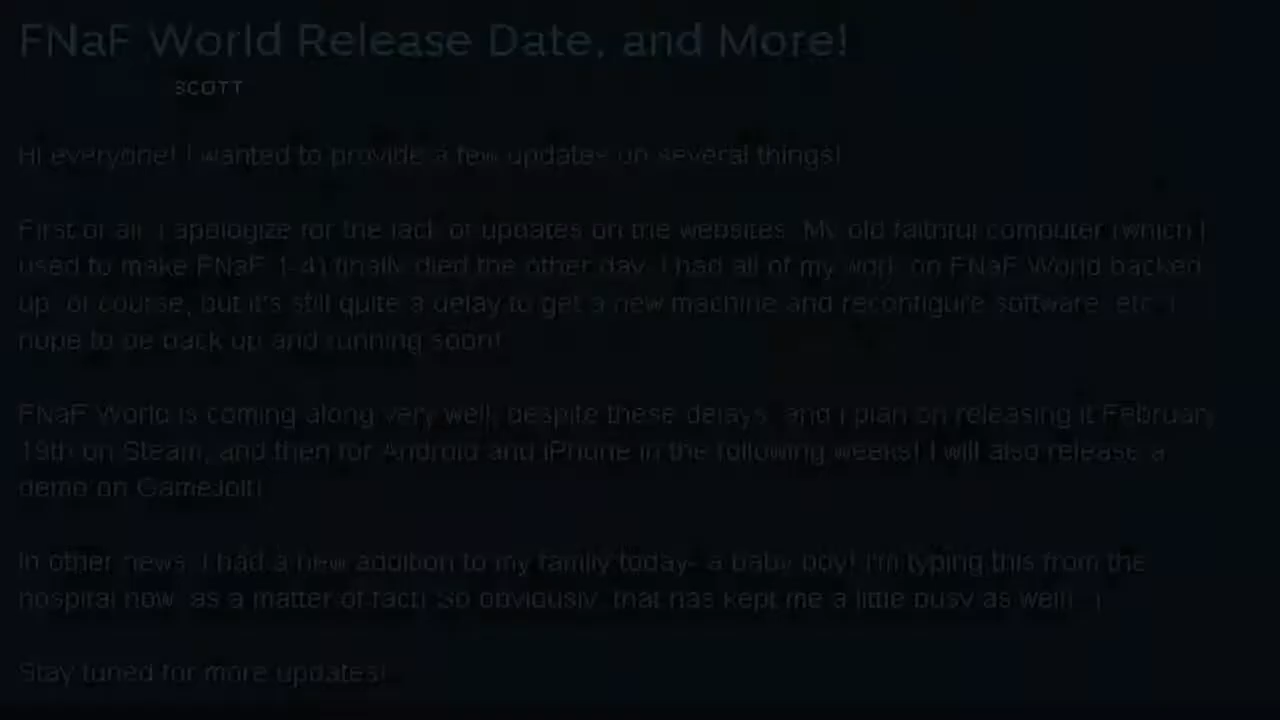 FNaF World Release Date, and More!
SCOTT
Hi everyone! I wanted to provide a few updates on several things!
First of all, I apologize for the lack of updates on the websites. My old faithful computer (which I
used to make FNaF 1-4) finally died the other day. I had all of my work on FNaF World backed
up, of course, but it's still quite a delay to get a new machine and reconfigure software, etc. I
hope to be back up and running soon!
FNaF World is coming along very well, despite these delays, and I plan on releasing it February
19th on Steam, and then for Android and iPhone in the following weeks! I will also release a
demo on GameJolt!
In other news, I had a new addition to my family today- a baby boy! I'm typing this from the
hospital now, as a matter of fact! So obviously, that has kept me a little busy as well! :)
Stay tuned for more updates!